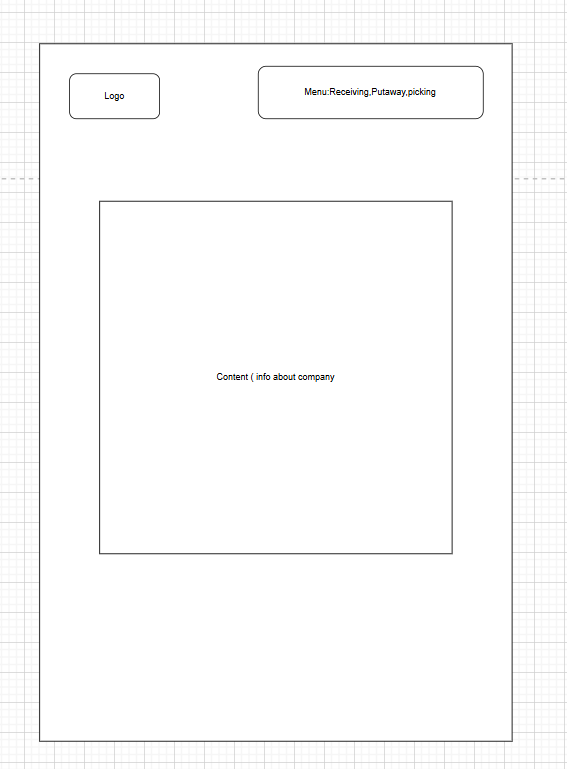 Logo
Menu:Receiving,Putaway,picking
Content ( info about company